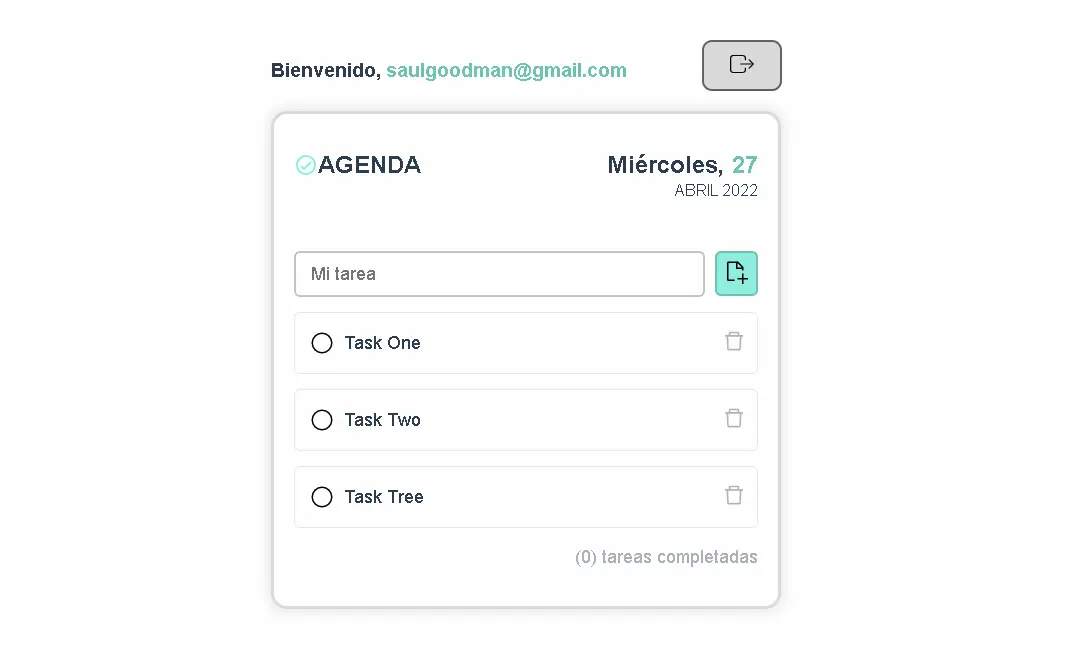 Bienvenido, saulgoodman@gmail.com
AGENDA
Miércoles, 27
ABRIL 2022
Mi tarea
Task One
Task Two
Task Tree
(0) tareas completadas